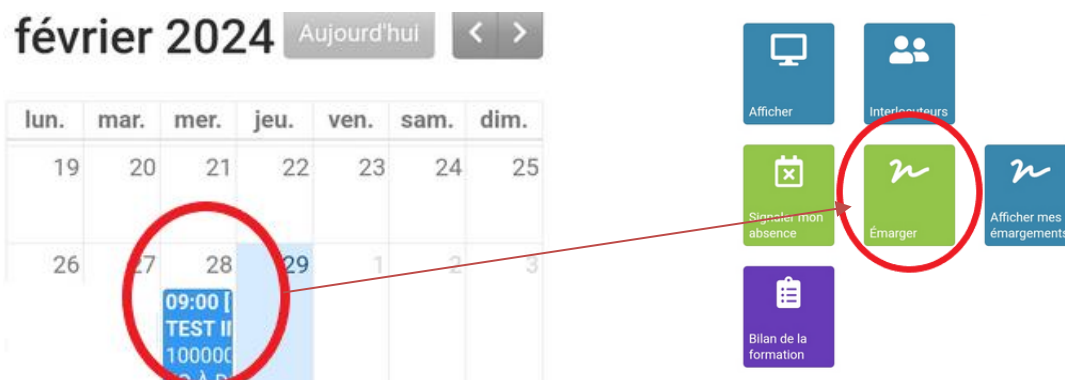 février 2024 Aujourd'hui < >
lun. mar. mer. jeu. ven. sam. dim.
19 20 21 22 23 24 25
26 27 28 29 1 2 3
09:00 [
TEST
100000
Afficher
Interlocuteurs
Signaler mon
absence
Émarger
Afficher mes
émargements
Bilan de la
formation